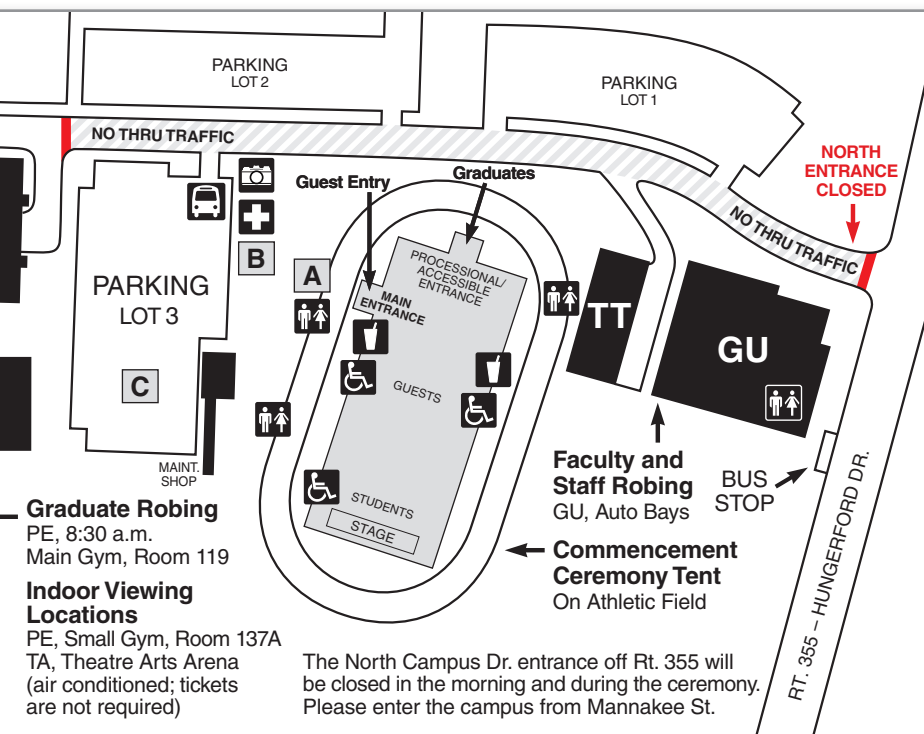 PARKING
LOT 2
PARKING
LOT 1
NO THRU TRAFFIC
NORTH
ENTRANCE
CLOSED
Guest Entry
Graduates
NO THRU TRAFFIC
B
A
PROCESSIONAL/
ACCESSIBLE
ENTRANCE
MAIN
ENTRANCE
PARKING
LOT 3
TT
GU
C
GUESTS
MAINT.
SHOP
STUDENTS
STAGE
Faculty and
Staff Robing
GU, Auto Bays
BUS
STOP
RT. 355 – HUNGERFORD DR.
Graduate Robing
PE, 8:30 a.m.
Main Gym, Room 119
Commencement
Ceremony Tent
On Athletic Field
Indoor Viewing
Locations
PE, Small Gym, Room 137A
TA, Theatre Arts Arena
(air conditioned; tickets
are not required)
The North Campus Dr. entrance off Rt. 355 will
be closed in the morning and during the ceremony.
Please enter the campus from Mannakee St.